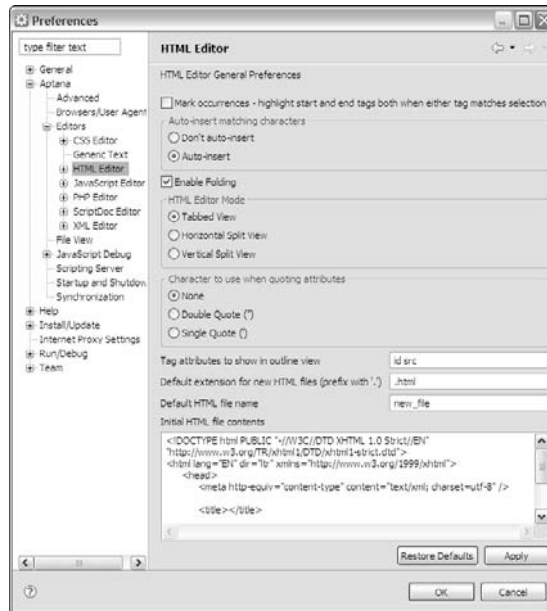 Preferences
type filter text
General
Aptana
Advanced
Browsers/User Agent
Editors
CSS Editor
Generic Text
HTML Editor
JavaScript Editor
PHP Editor
ScriptDoc Editor
XML Editor
File View
JavaScript Debug
Scripting Server
Startup and Shutdow
Synchronization
Help
Install/Update
Internet Proxy Settings
Run/Debug
Team
HTML Editor
HTML Editor General Preferences
Mark occurrences - highlight start and end tags both when either tag matches selection
Auto-insert matching characters
Don't auto-insert
Auto-insert
Enable Folding
HTML Editor Mode
Tabbed View
Horizontal Split View
Vertical Split View
Character to use when quoting attributes
None
Double Quote (")
Single Quote (')
Tag attributes to show in outline view
id src
Default extension for new HTML files (prefix with '.')
.html
Default HTML file name
new_file
Initial HTML file contents
<!DOCTYPE html PUBLIC "-//W3C//DTD XHTML 1.0 Strict//EN"
"http://www.w3.org/TR/xhtml1/DTD/xhtml1-strict.dtd">
<html lang="EN" dir="ltr" xmlns="http://www.w3.org/1999/xhtml">
<head>
<meta http-equiv="content-type" content="text/xml; charset=utf-8" />
<title></title>
Restore Defaults
Apply
OK
Cancel